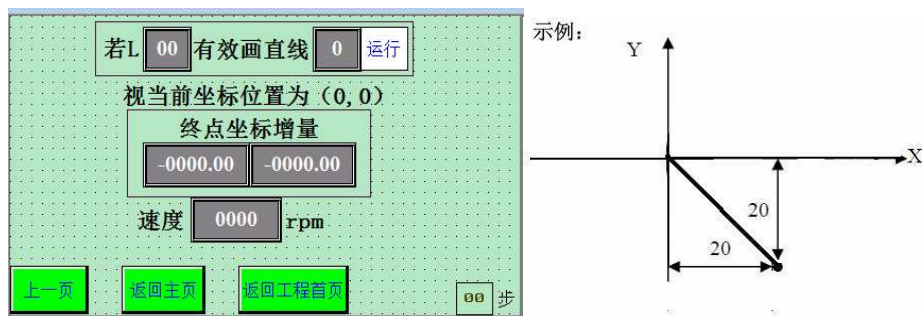 若L 00 有效画直线 0 运行
视当前坐标位置为（0,0）
终点坐标增量
-0000.00 -0000.00
速度 0000 rpm
上一页 返回主页 返回工程首页 00 步
示例：
Y
X
20
20